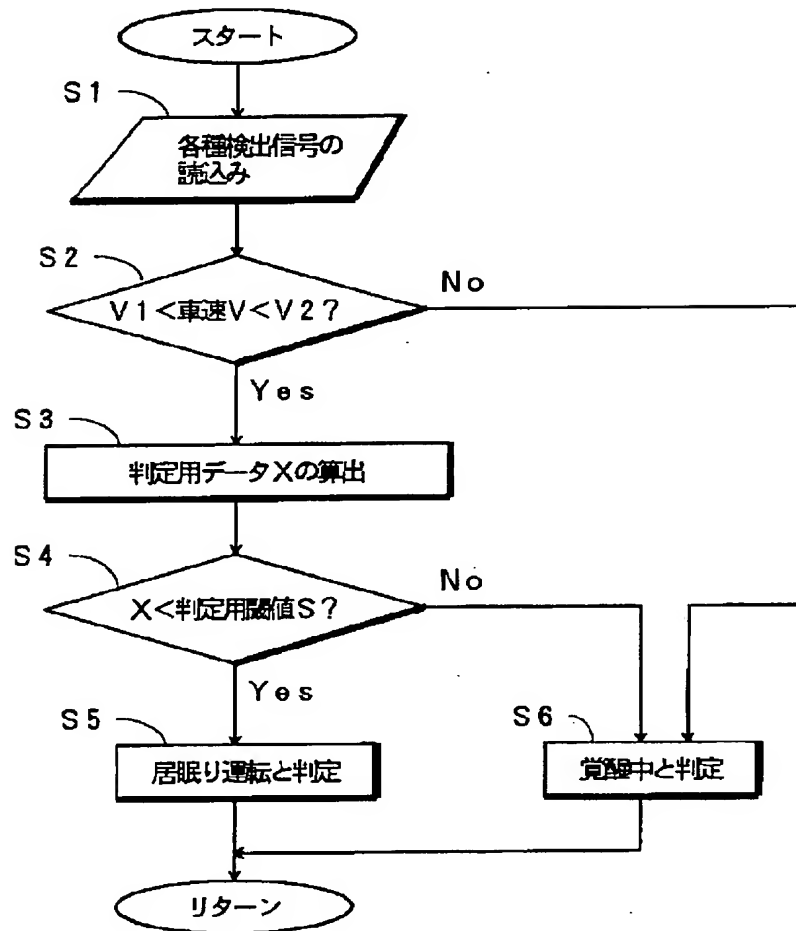 スタート
S1
各種検出信号の
読込み
S2
V1<車速V<V2?
No
Yes
S3
判定用データXの算出
S4
X<判定用閾値S?
No
Yes
S5
居眠り運転と判定
S6
覚醒中と判定
リターン